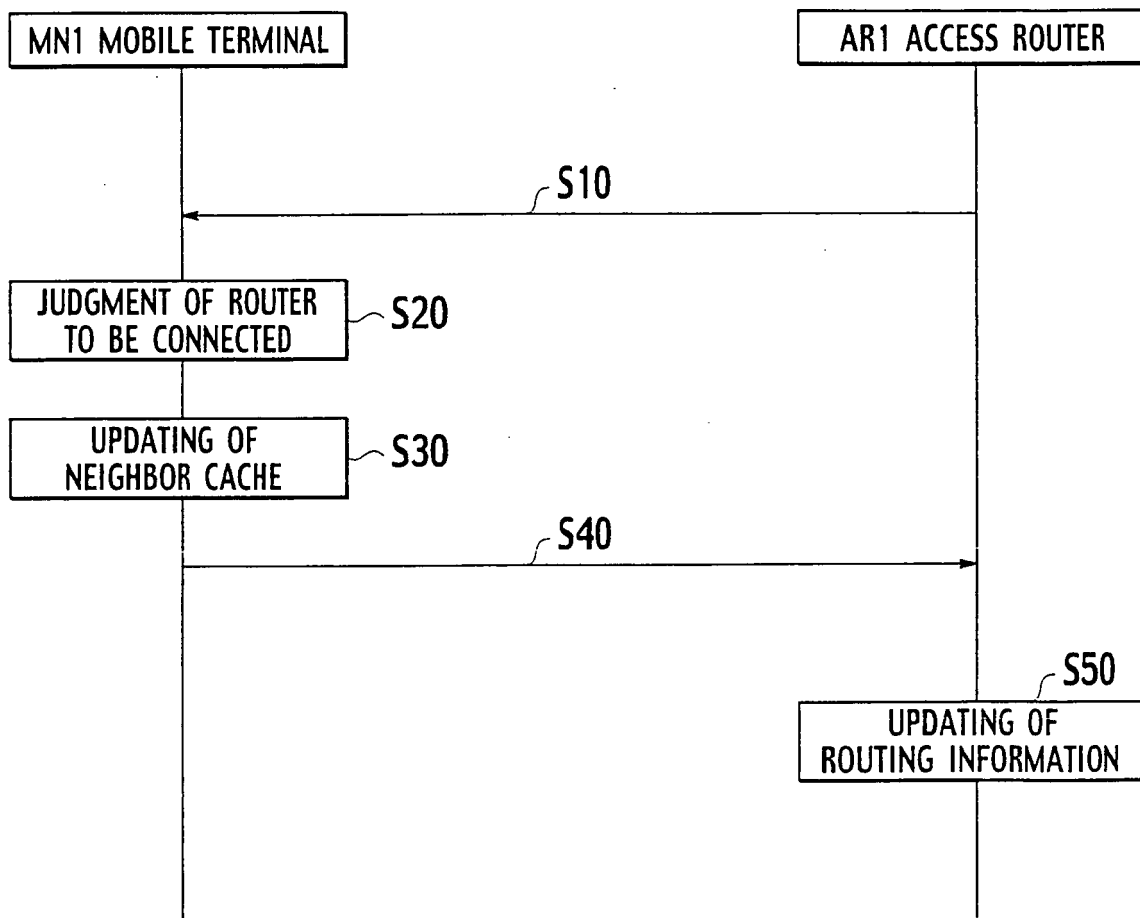 MN1 MOBILE TERMINAL
AR1 ACCESS ROUTER
S10
JUDGMENT OF ROUTER
TO BE CONNECTED
S20
UPDATING OF
NEIGHBOR CACHE
S30
S40
S50
UPDATING OF
ROUTING INFORMATION